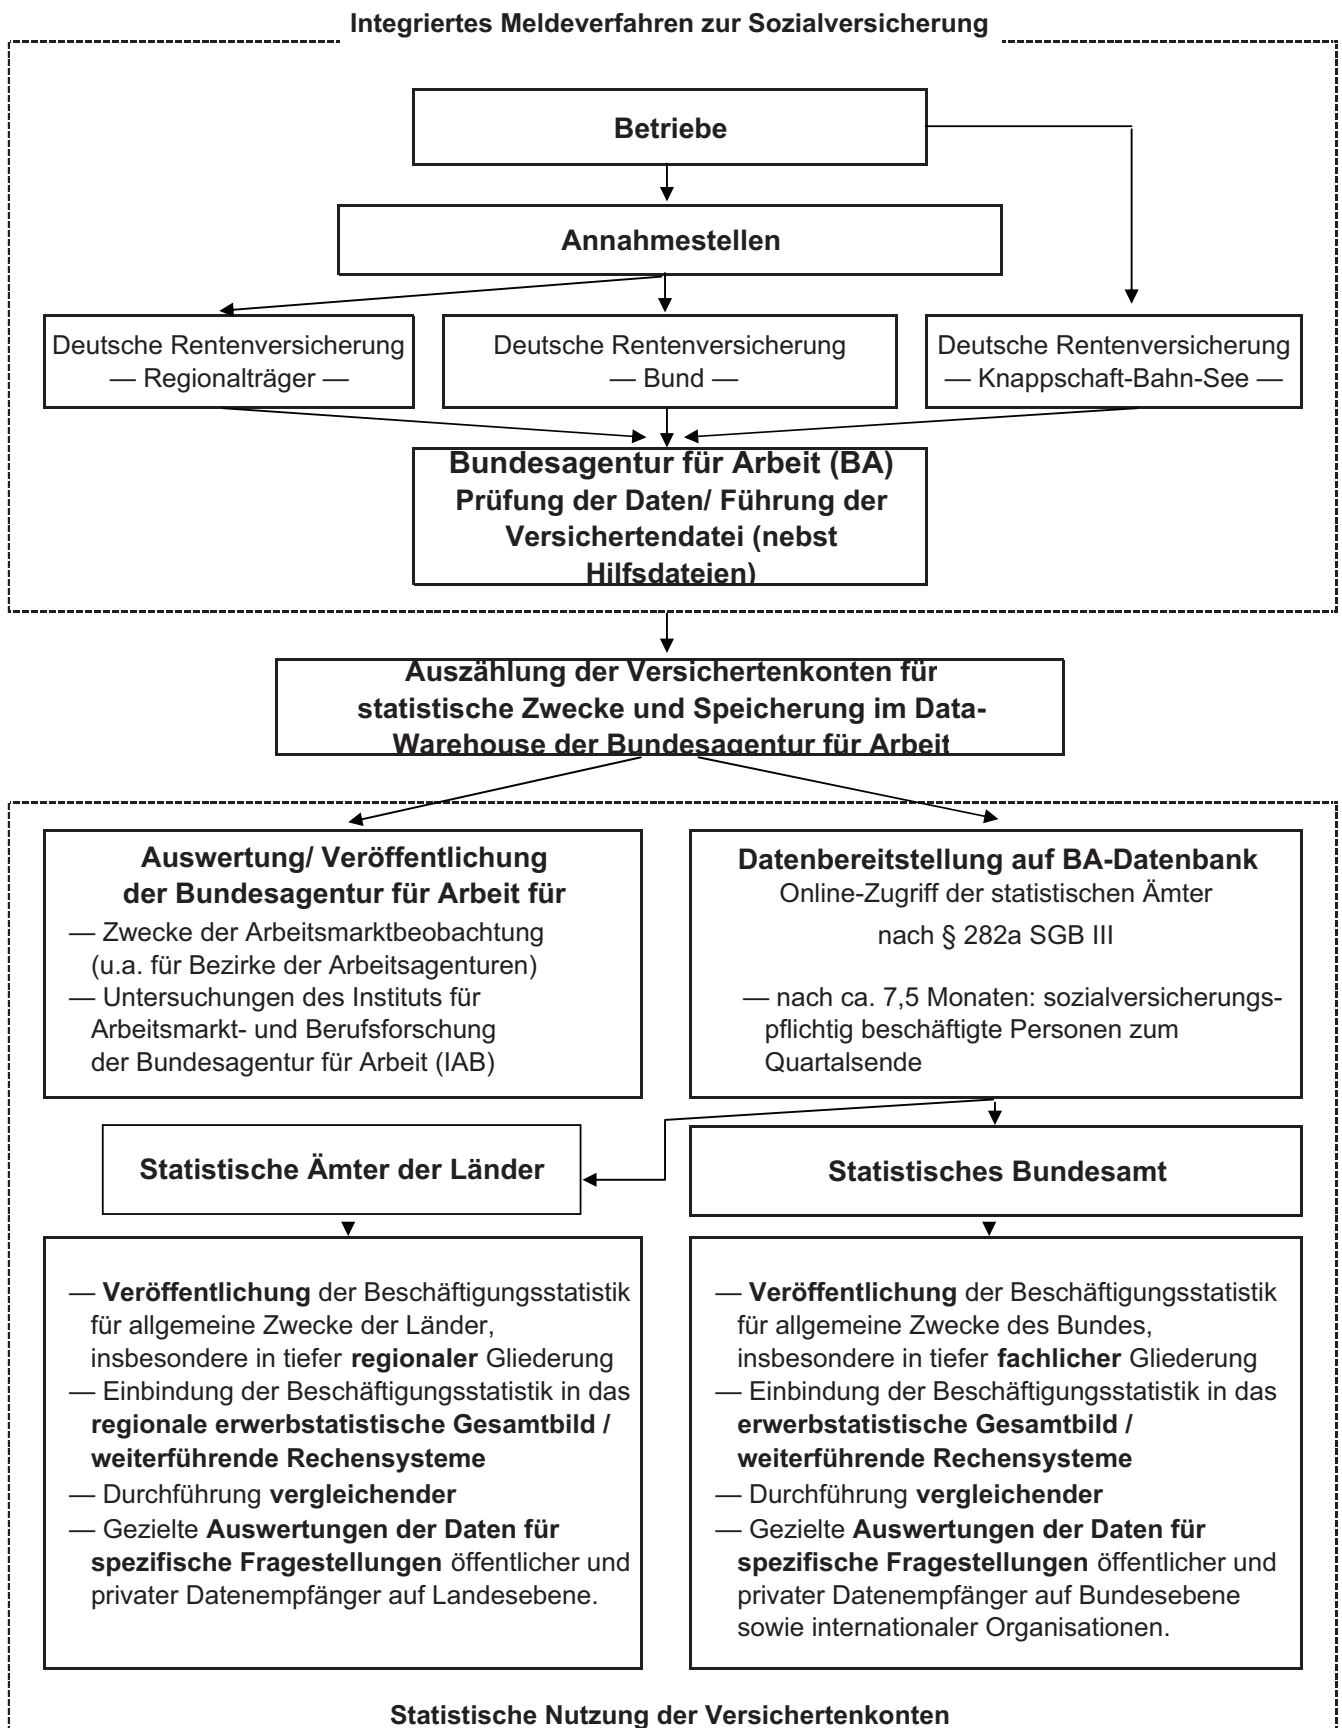 Integriertes Meldeverfahren zur Sozialversicherung
Betriebe
Annahmestellen
Deutsche Rentenversicherung
— Regionalträger —
Deutsche Rentenversicherung
— Bund —
Deutsche Rentenversicherung
— Knappschaft-Bahn-See —
Bundesagentur für Arbeit (BA)
Prüfung der Daten/ Führung der
Versichertendatei (nebst
Hilfsdateien)
Auszählung der Versichertenkonten für
statistische Zwecke und Speicherung im Data-
Warehouse der Bundesagentur für Arbeit
Auswertung/ Veröffentlichung
der Bundesagentur für Arbeit für
— Zwecke der Arbeitsmarktbeobachtung
(u.a. für Bezirke der Arbeitsagenturen)
— Untersuchungen des Instituts für
Arbeitsmarkt- und Berufsforschung
der Bundesagentur für Arbeit (IAB)
Datenbereitstellung auf BA-Datenbank
Online-Zugriff der statistischen Ämter
nach § 282a SGB III
— nach ca. 7,5 Monaten: sozialversicherungs-
pflichtig beschäftigte Personen zum
Quartalsende
Statistische Ämter der Länder
Statistisches Bundesamt
— Veröffentlichung der Beschäftigungsstatistik
für allgemeine Zwecke der Länder,
insbesondere in tiefer regionaler Gliederung
— Einbindung der Beschäftigungsstatistik in das
regionale erwerbstatistische Gesamtbild /
weiterführende Rechensysteme
— Durchführung vergleichender
— Gezielte Auswertungen der Daten für
spezifische Fragestellungen öffentlicher und
privater Datenempfänger auf Landesebene.
— Veröffentlichung der Beschäftigungsstatistik
für allgemeine Zwecke des Bundes,
insbesondere in tiefer fachlicher Gliederung
— Einbindung der Beschäftigungsstatistik in das
erwerbstatistische Gesamtbild /
weiterführende Rechensysteme
— Durchführung vergleichender
— Gezielte Auswertungen der Daten für
spezifische Fragestellungen öffentlicher und
privater Datenempfänger auf Bundesebene
sowie internationaler Organisationen.
Statistische Nutzung der Versichertenkonten